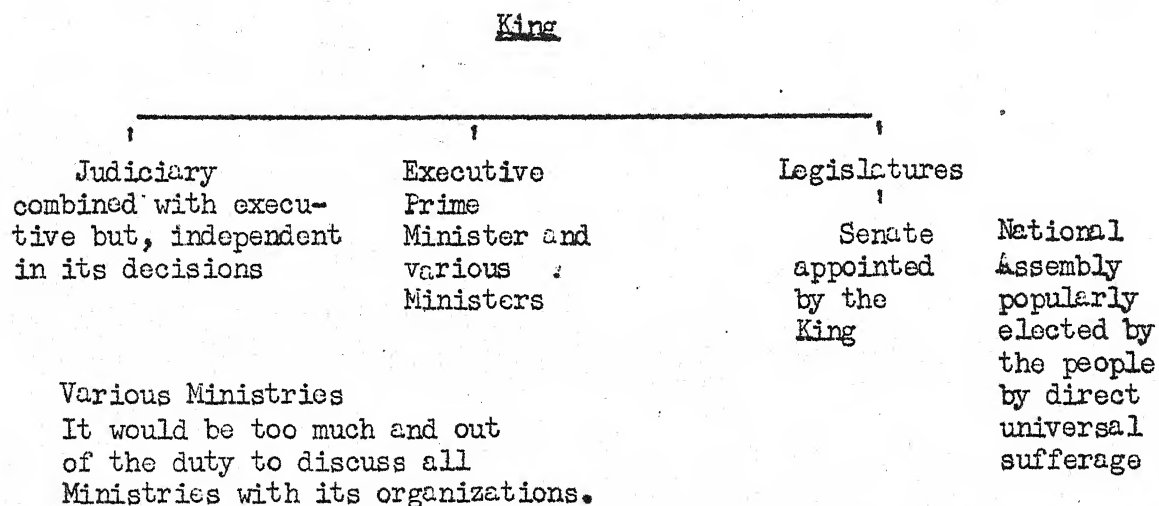 King
Judiciary
combined with execu-
tive but, independent
in its decisions
Executive
Prime
Minister and
various
Ministers
Legislatures
Senate
appointed
by the
King
National
Assembly
popularly
elected by
the people
by direct
universal
sufferage
Various Ministries
It would be too much and out
of the duty to discuss all
Ministries with its organizations.